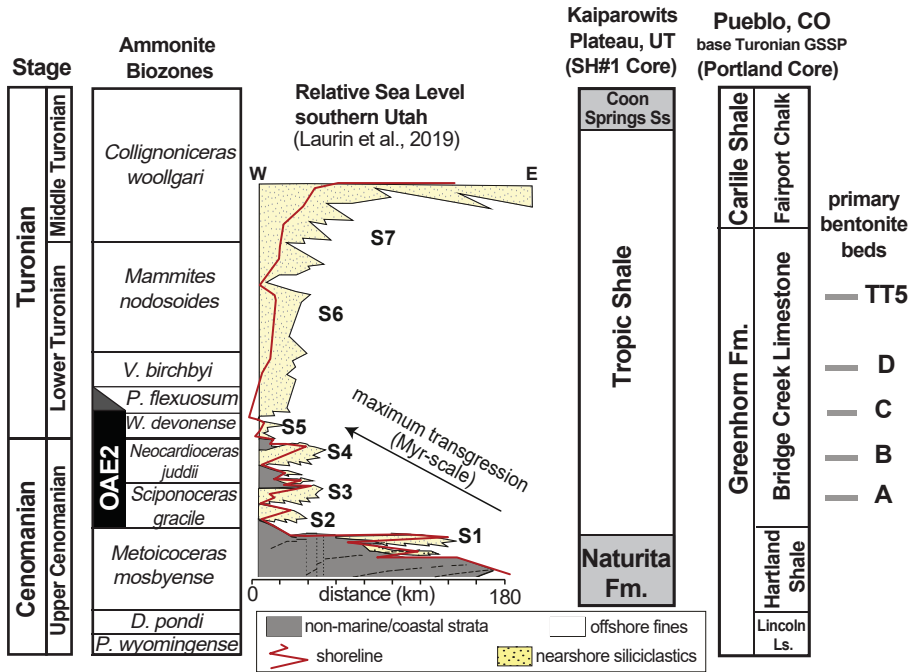 Stage
Ammonite
Biozones
Relative Sea Level
southern Utah
(Laurin et al., 2019)
Kaiparowits
Plateau, UT
(SH#1 Core)
Pueblo, CO
base Turonian GSSP
(Portland Core)
primary
bentonite
beds
Turonian
Cenomanian
Middle Turonian
Lower Turonian
Upper Cenomanian
Collignoniceras
woollgari
Mammites
nodosoides
V. birchbyi
P. flexuosum
W. devonense
Neocardioceras
juddii
Sciponoceras
gracile
Metoicoceras
mosbyense
D. pondi
P. wyomingense
OAE2
W
E
S7
S6
S5
S4
S3
S2
S1
maximum transgression
(Myr-scale)
0
distance (km)
180
Coon
Springs Ss
Tropic Shale
Naturita
Fm.
Carlile Shale
Greenhorn Fm.
Fairport Chalk
Bridge Creek Limestone
Hartland
Shale
Lincoln
Ls.
TT5
D
C
B
A
non-marine/coastal strata
offshore fines
shoreline
nearshore siliciclastics